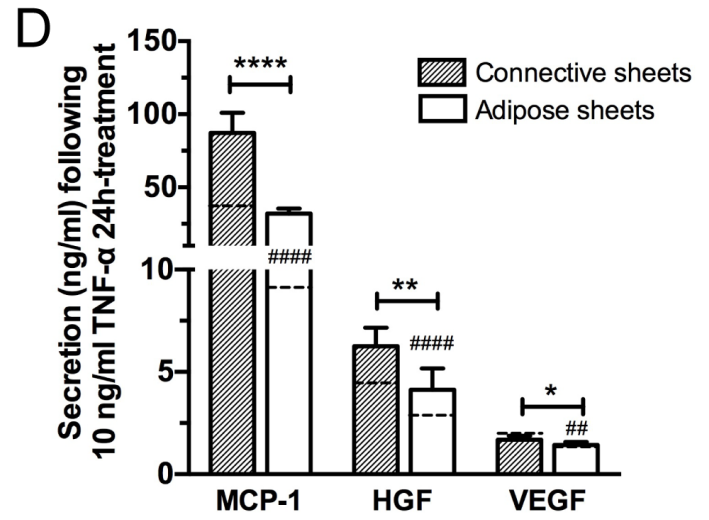 D
Secretion (ng/ml) following
10 ng/ml TNF-α 24h-treatment
150
100
50
10
5
0
****
####
**
####
*
##
Connective sheets
Adipose sheets
MCP-1 HGF VEGF